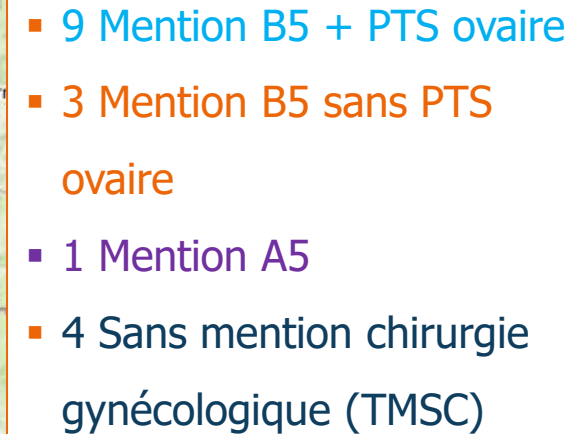 ▪ 9 Mention B5 + PTS ovaire
▪ 3 Mention B5 sans PTS
ovaire
▪ 1 Mention A5
▪ 4 Sans mention chirurgie
gynécologique (TMSC)